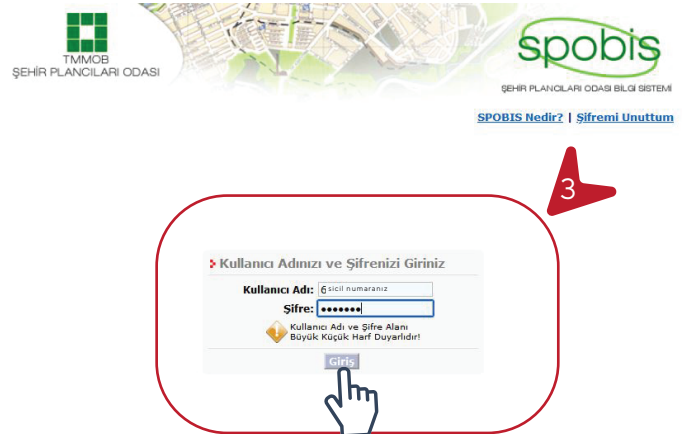 TMMOB
ŞEHİR PLANCILARI ODASI
spobis
ŞEHİR PLANCILARI ODASI BİLGİ SİSTEMİ
SPOBIS Nedir? | Şifremi Unuttum
3
Kullanıcı Adınızı ve Şifrenizi Giriniz
Kullanıcı Adı: 6 sicil numaranız
Şifre: •••••••
Kullanıcı Adı ve Şifre Alanı
Büyük Küçük Harf Duyarlıdır!
Giriş